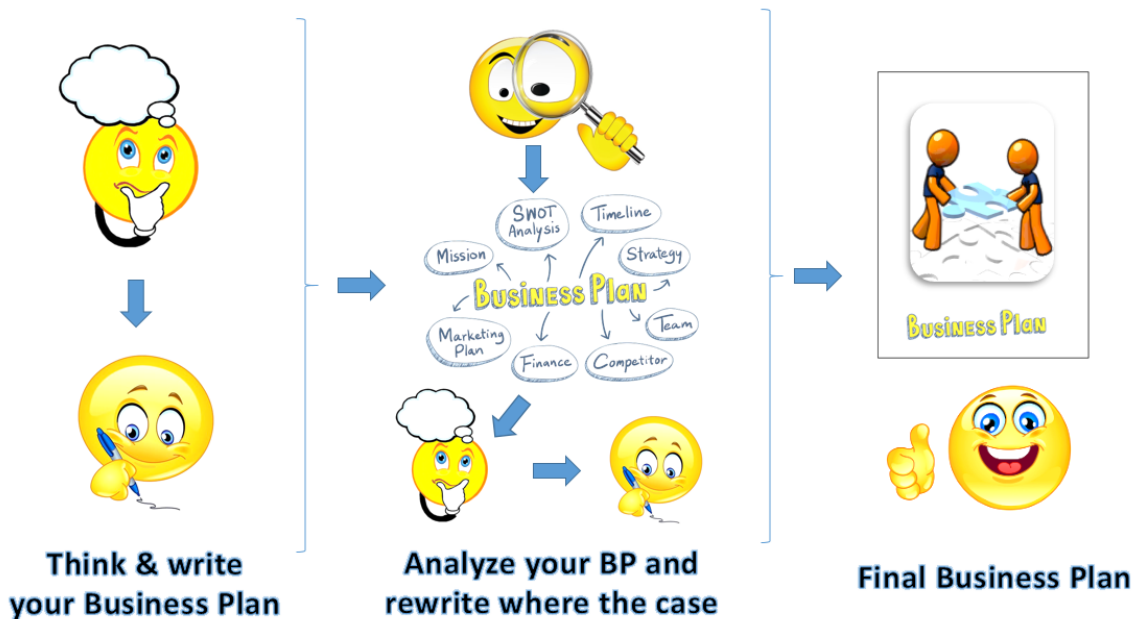 SWOT
Analysis
Timeline
Mission
Strategy
Business Plan
Marketing
Plan
Finance
Competitor
Team
Business Plan
Think & write
your Business Plan
Analyze your BP and
rewrite where the case
Final Business Plan